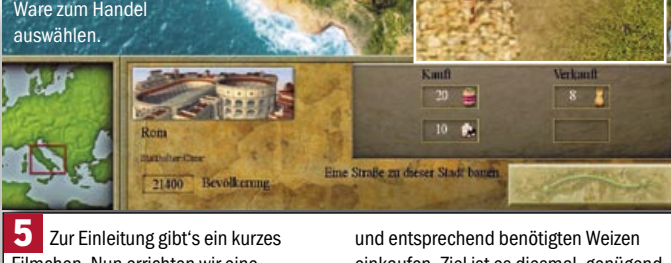 Ware zum Handel
auswählen.
Kauft
Verkauft
20
8
10
Rom
21400 Bevölkerung
Eine Straße zu dieser Stadt bauen
5 Zur Einleitung gibt's ein kurzes
Filmchen. Nun errichten wir eine
und entsprechend benötigten Weizen
einkaufen. Ziel ist es diesmal, genügend